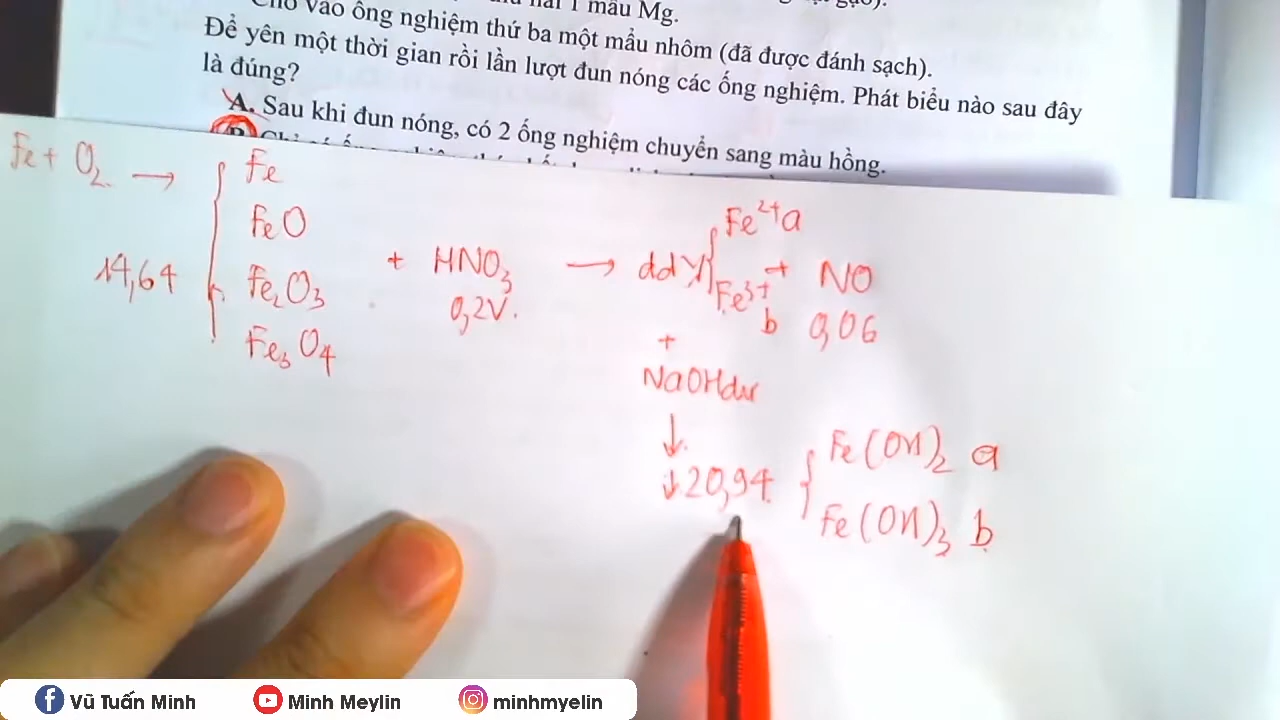 1 mẩu Mg.
Cho vào ống nghiệm thứ ba một mẩu nhôm (đã được đánh sạch).
Để yên một thời gian rồi lần lượt đun nóng các ống nghiệm. Phát biểu nào sau đây
là đúng?
A. Sau khi đun nóng, có 2 ống nghiệm chuyển sang màu hồng.
Fe + O2 → Fe
FeO
14,64 Fe2O3 + HNO3 → ddY Fe2+ a
0,2V.
Fe3+ b + NO
0,06
Fe3O4
+
NaOH dư
↓
↓20,94 Fe(OH)2 a
Fe(OH)3 b
Vũ Tuấn Minh Minh Meylin minhmyelin